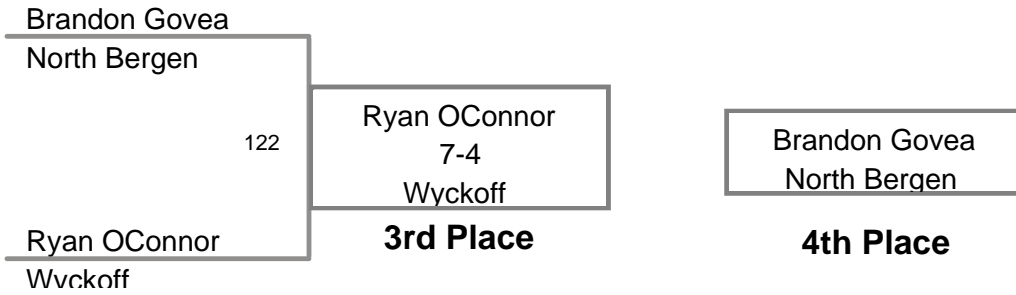 Brandon Govea
North Bergen
122
Ryan OConnor
7-4
Wyckoff
3rd Place
Brandon Govea
North Bergen
4th Place
Ryan OConnor
Wyckoff